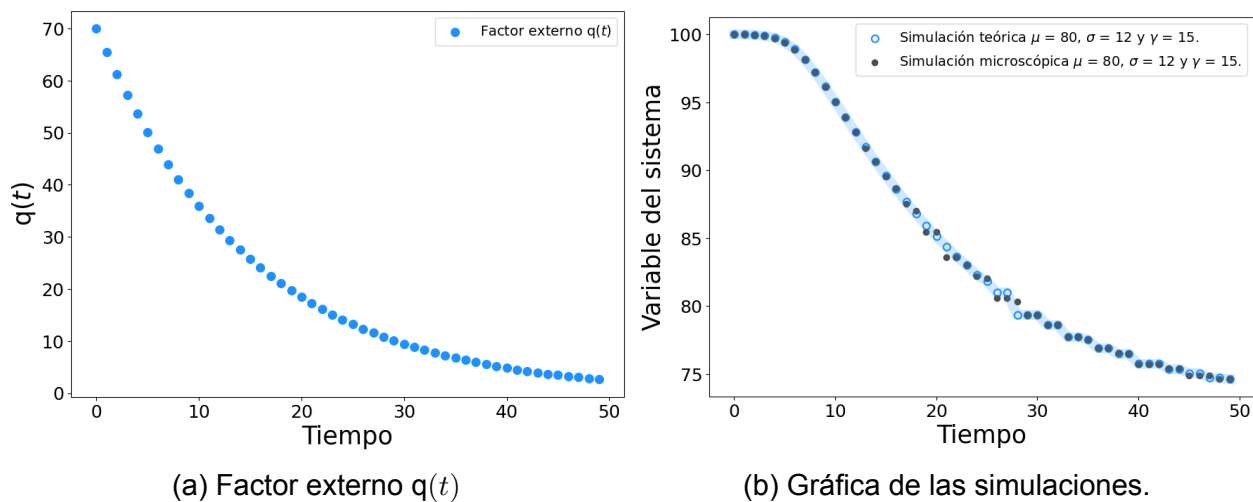 70
60
50
40
30
20
10
0
q(t)
Factor externo q(t)
0 10 20 30 40 50
Tiempo
(a) Factor externo q(t)
100
95
90
85
80
75
Variable del sistema
Simulación teórica μ = 80, σ = 12 y γ = 15.
Simulación microscópica μ = 80, σ = 12 y γ = 15.
0 10 20 30 40 50
Tiempo
(b) Gráfica de las simulaciones.